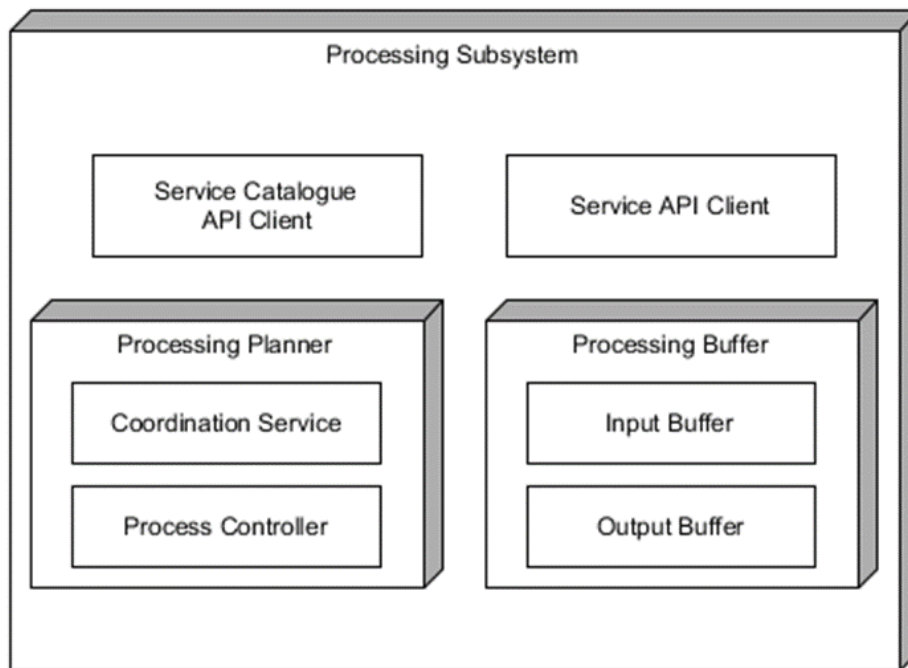 Processing Subsystem
Service Catalogue
API Client
Service API Client
Processing Planner
Coordination Service
Process Controller
Processing Buffer
Input Buffer
Output Buffer